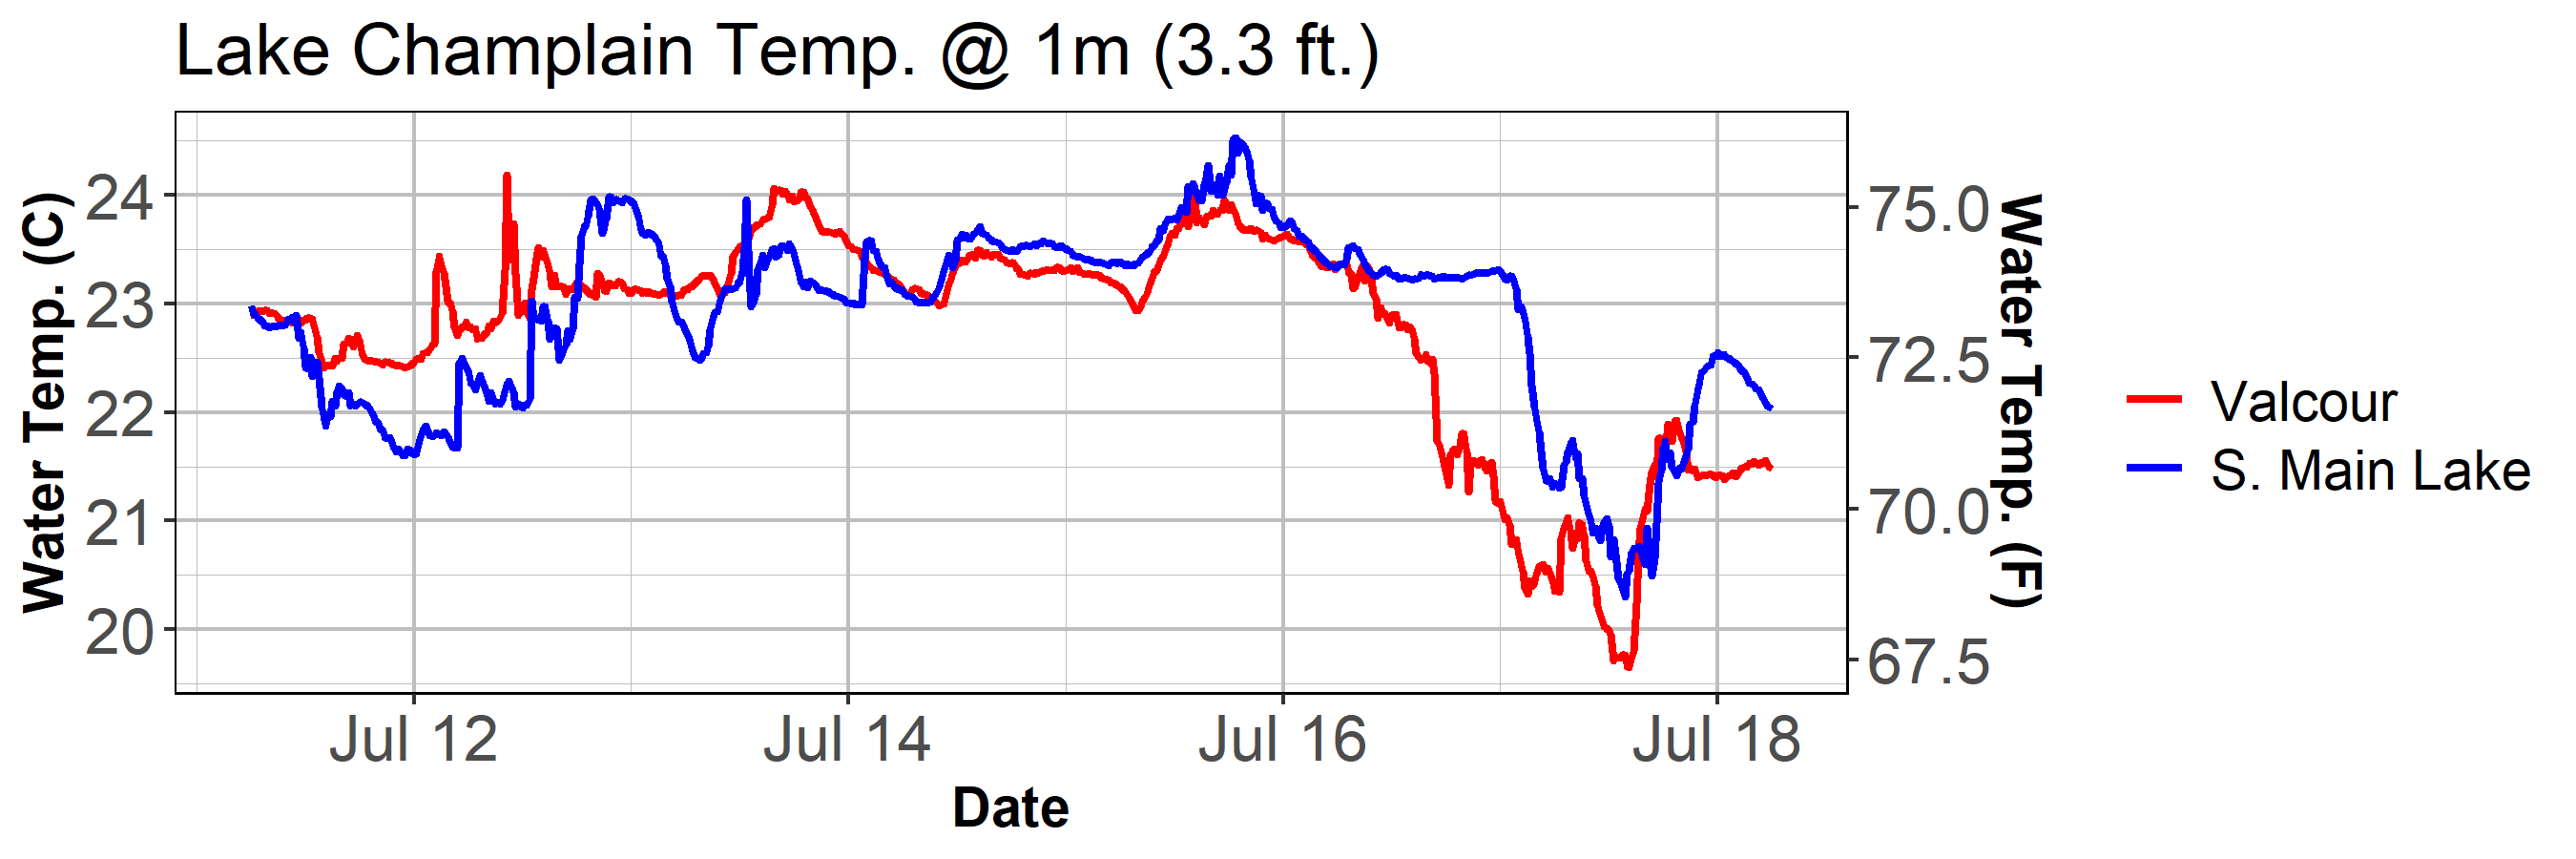 Lake Champlain Temp. @ 1m (3.3 ft.)
Water Temp. (C)
24
23
22
21
20
75.0
72.5
70.0
67.5
Water Temp. (F)
Jul 12
Jul 14
Jul 16
Jul 18
Date
Valcour
S. Main Lake